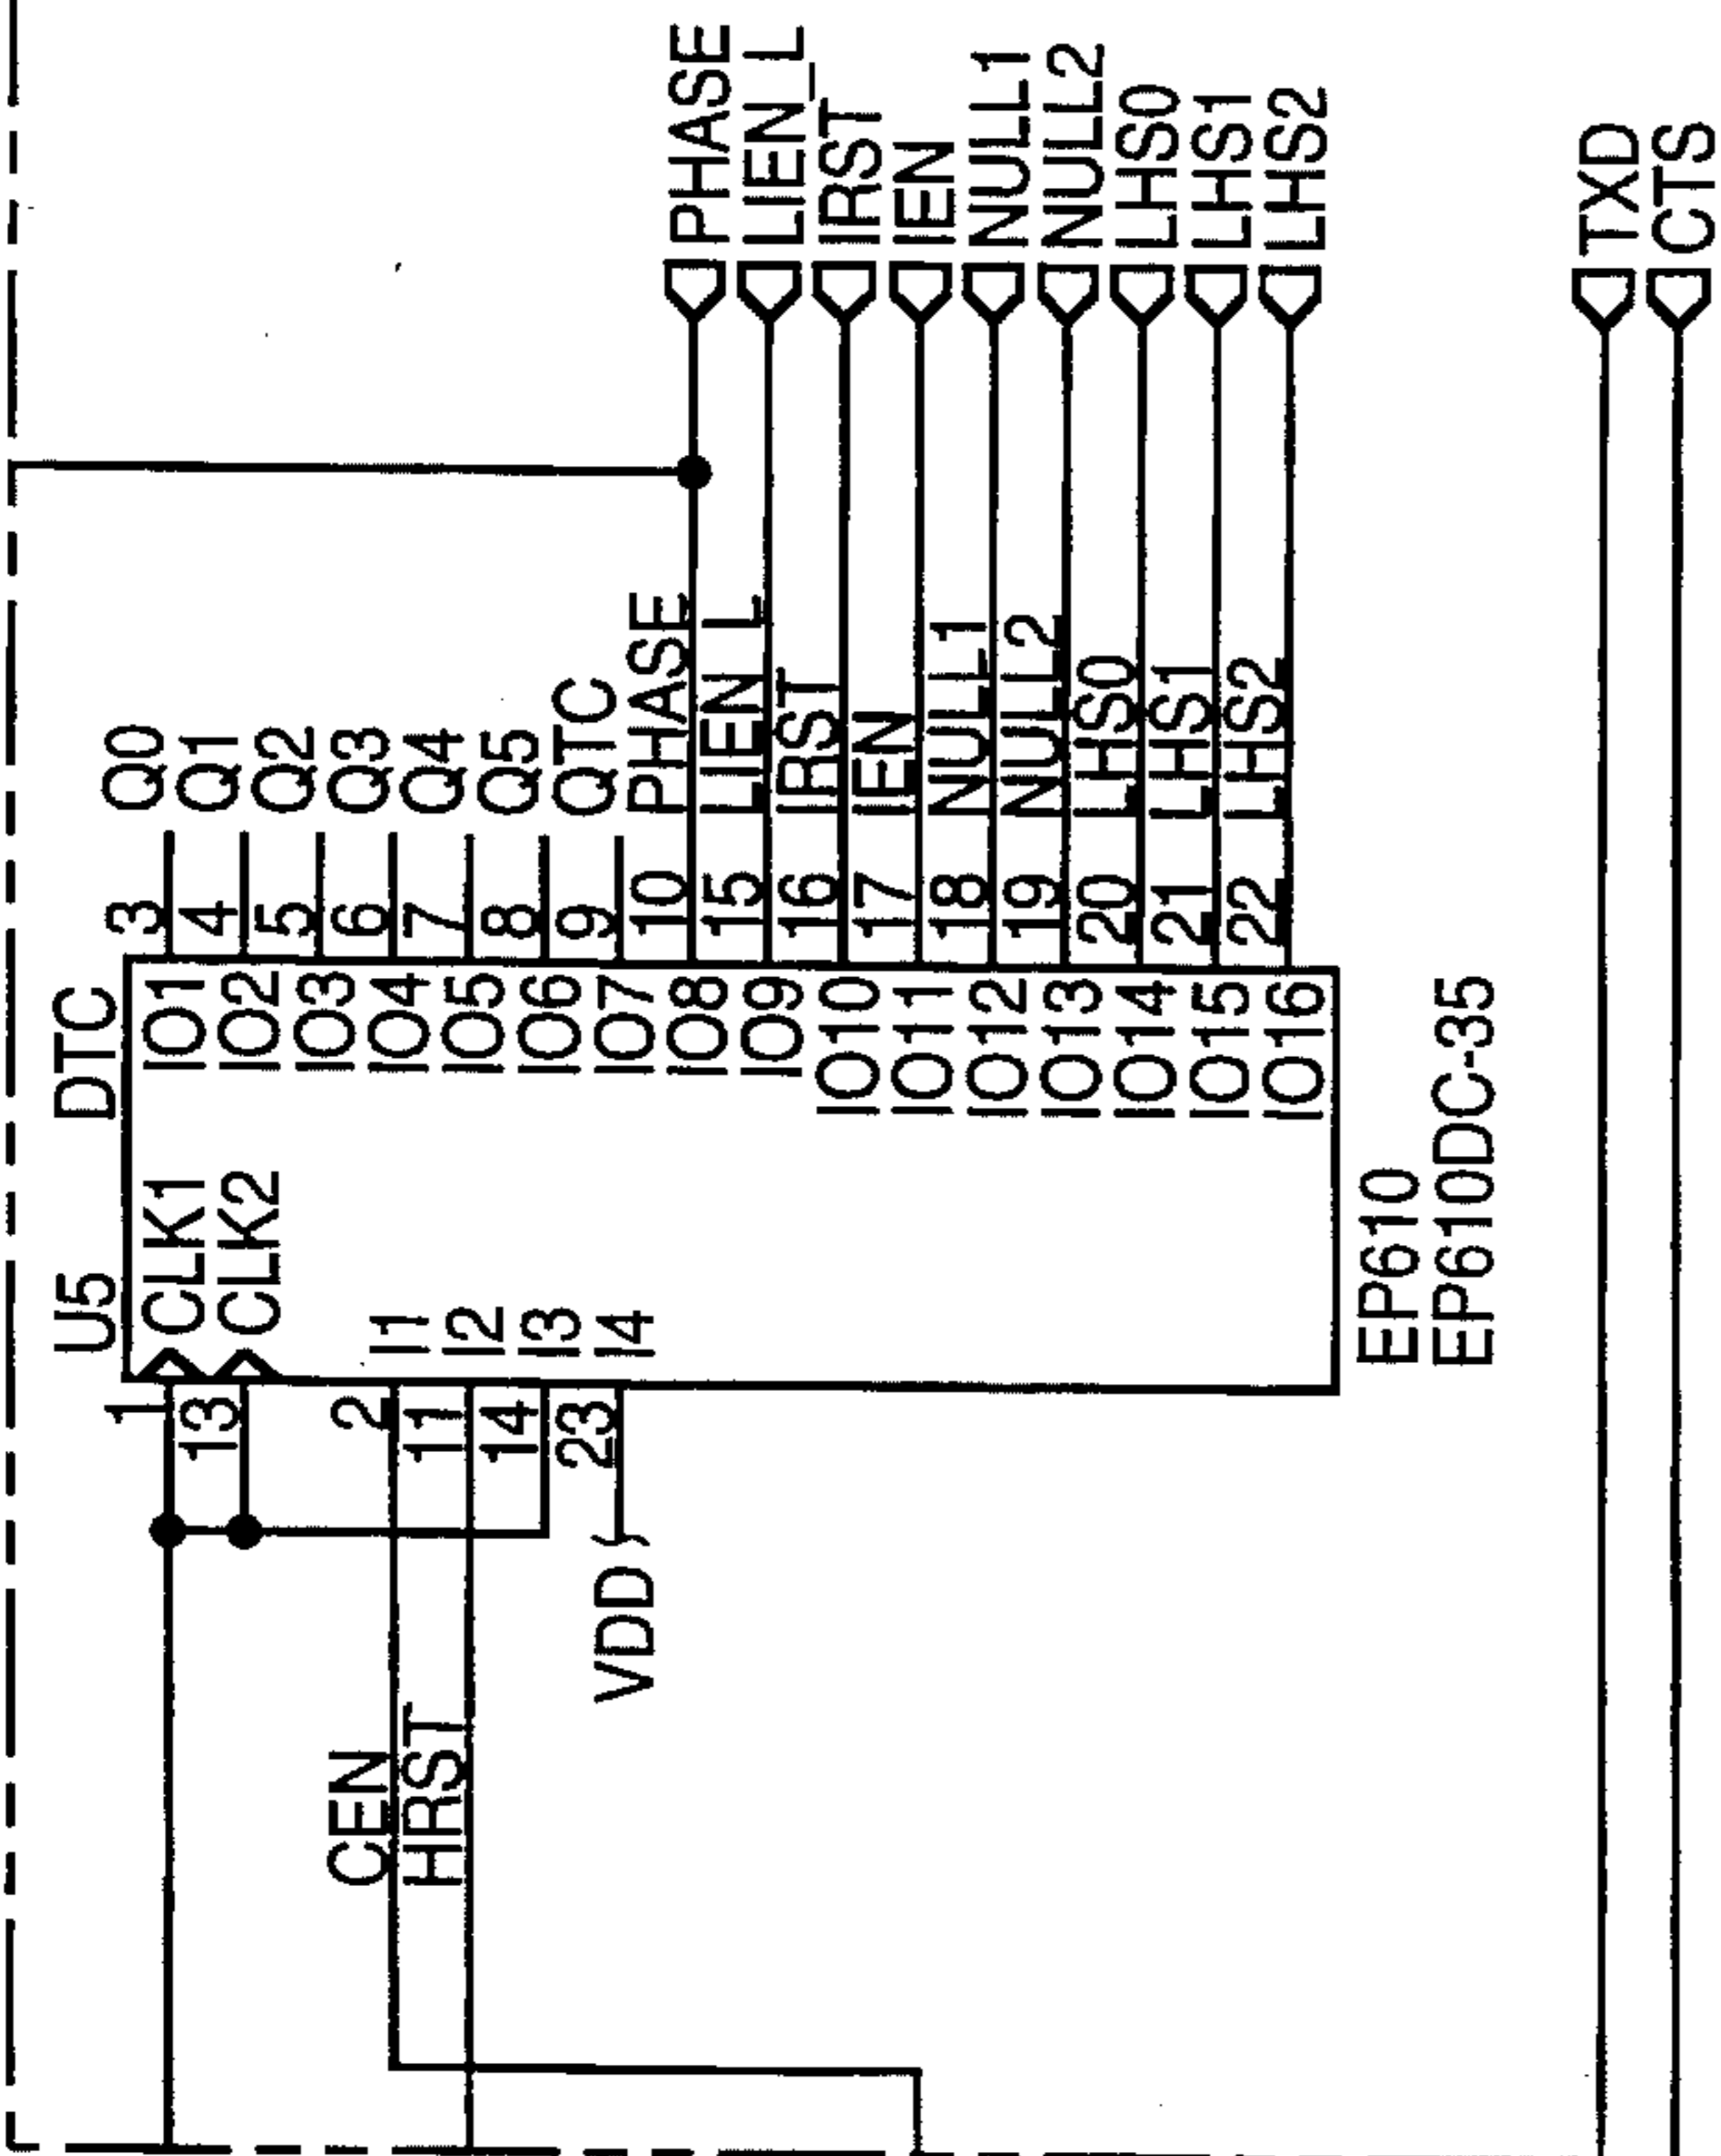 U5 DTC
1 CLK1 IO1 3 Q0
13 CLK2 IO2 4 Q1
IO3 5 Q2
2 I1 IO4 6 Q3
CEN
11 I2 IO5 7 Q4
HRST
14 I3 IO6 8 Q5
23 I4 IO7 9 QTC
VDD
IO8 10 PHASE PHASE
IO9 15 LIEN_L LIEN_L
IO10 16 IRST IRST
IO11 17 IEN IEN
IO12 18 NULL1 NULL1
IO13 19 NULL2 NULL2
IO14 20 LHS0 LHS0
IO15 21 LHS1 LHS1
IO16 22 LHS2 LHS2
EP610
EP610DC-35
TXD
CTS